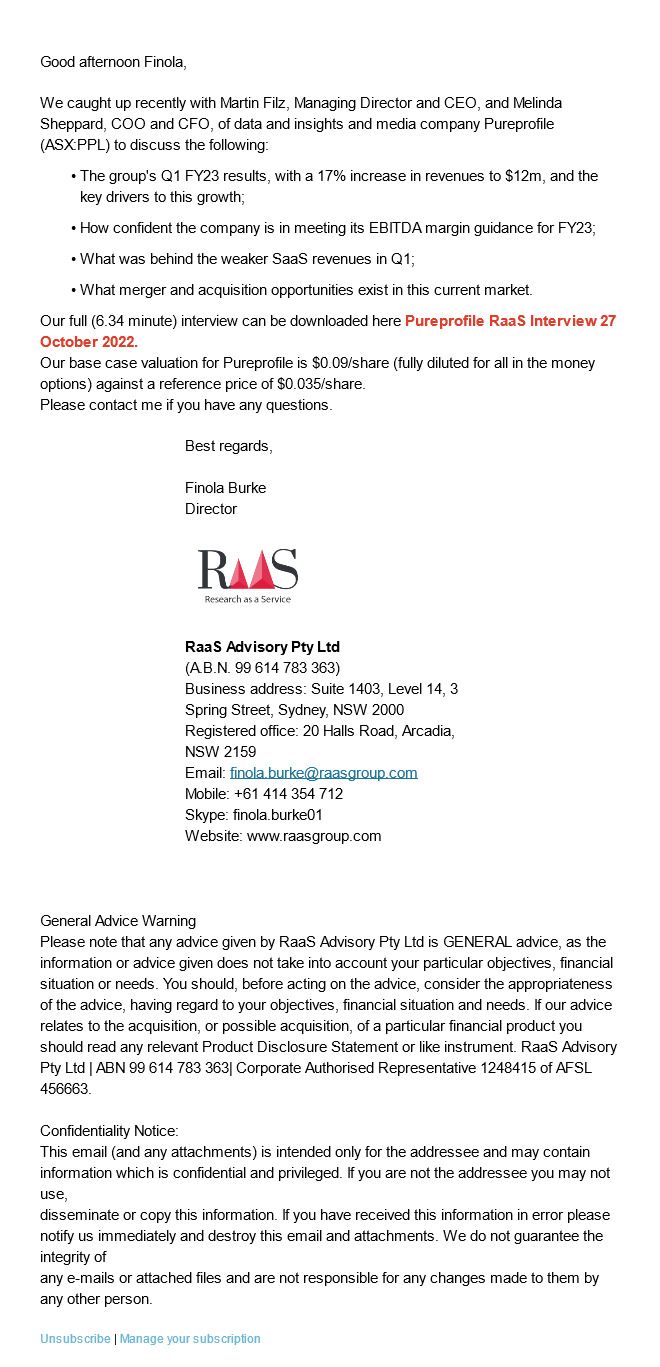 Good afternoon Finola,
We caught up recently with Martin Filz, Managing Director and CEO, and Melinda
Sheppard, COO and CFO, of data and insights and media company Pureprofile
(ASX:PPL) to discuss the following:
• The group's Q1 FY23 results, with a 17% increase in revenues to $12m, and the
key drivers to this growth;
• How confident the company is in meeting its EBITDA margin guidance for FY23;
• What was behind the weaker SaaS revenues in Q1;
• What merger and acquisition opportunities exist in this current market.
Our full (6.34 minute) interview can be downloaded here Pureprofile RaaS Interview 27
October 2022.
Our base case valuation for Pureprofile is $0.09/share (fully diluted for all in the money
options) against a reference price of $0.035/share.
Please contact me if you have any questions.
Best regards,
Finola Burke
Director
RAAS
Research as a Service
RaaS Advisory Pty Ltd
(A.B.N. 99 614 783 363)
Business address: Suite 1403, Level 14, 3
Spring Street, Sydney, NSW 2000
Registered office: 20 Halls Road, Arcadia,
NSW 2159
Email: finola.burke@raasgroup.com
Mobile: +61 414 354 712
Skype: finola.burke01
Website: www.raasgroup.com
General Advice Warning
Please note that any advice given by RaaS Advisory Pty Ltd is GENERAL advice, as the
information or advice given does not take into account your particular objectives, financial
situation or needs. You should, before acting on the advice, consider the appropriateness
of the advice, having regard to your objectives, financial situation and needs. If our advice
relates to the acquisition, or possible acquisition, of a particular financial product you
should read any relevant Product Disclosure Statement or like instrument. RaaS Advisory
Pty Ltd | ABN 99 614 783 363| Corporate Authorised Representative 1248415 of AFSL
456663.
Confidentiality Notice:
This email (and any attachments) is intended only for the addressee and may contain
information which is confidential and privileged. If you are not the addressee you may not
use,
disseminate or copy this information. If you have received this information in error please
notify us immediately and destroy this email and attachments. We do not guarantee the
integrity of
any e-mails or attached files and are not responsible for any changes made to them by
any other person.
Unsubscribe | Manage your subscription